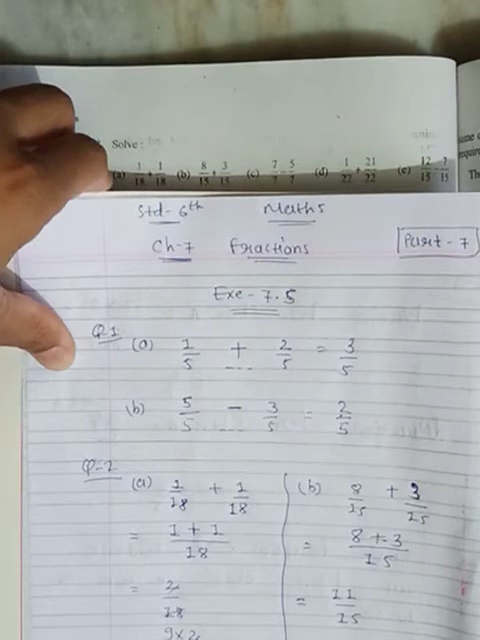 Solve:
(a) 1/18 + 1/18 (b) 8/15 + 3/15 (c) 7/7 - 5/7 (d) 1/22 + 21/22 (e) 12/15 - 7/15
Std-6th Maths
Ch-7 Fractions Part-7
Exe-7.5
Q-1 (a) 1/5 + 2/5 = 3/5
(b) 5/5 - 3/5 = 2/5
Q-2 (a) 1/18 + 1/18 (b) 8/15 + 3/15
= 1+1/18 = 8+3/15
= 2/18 = 11/15